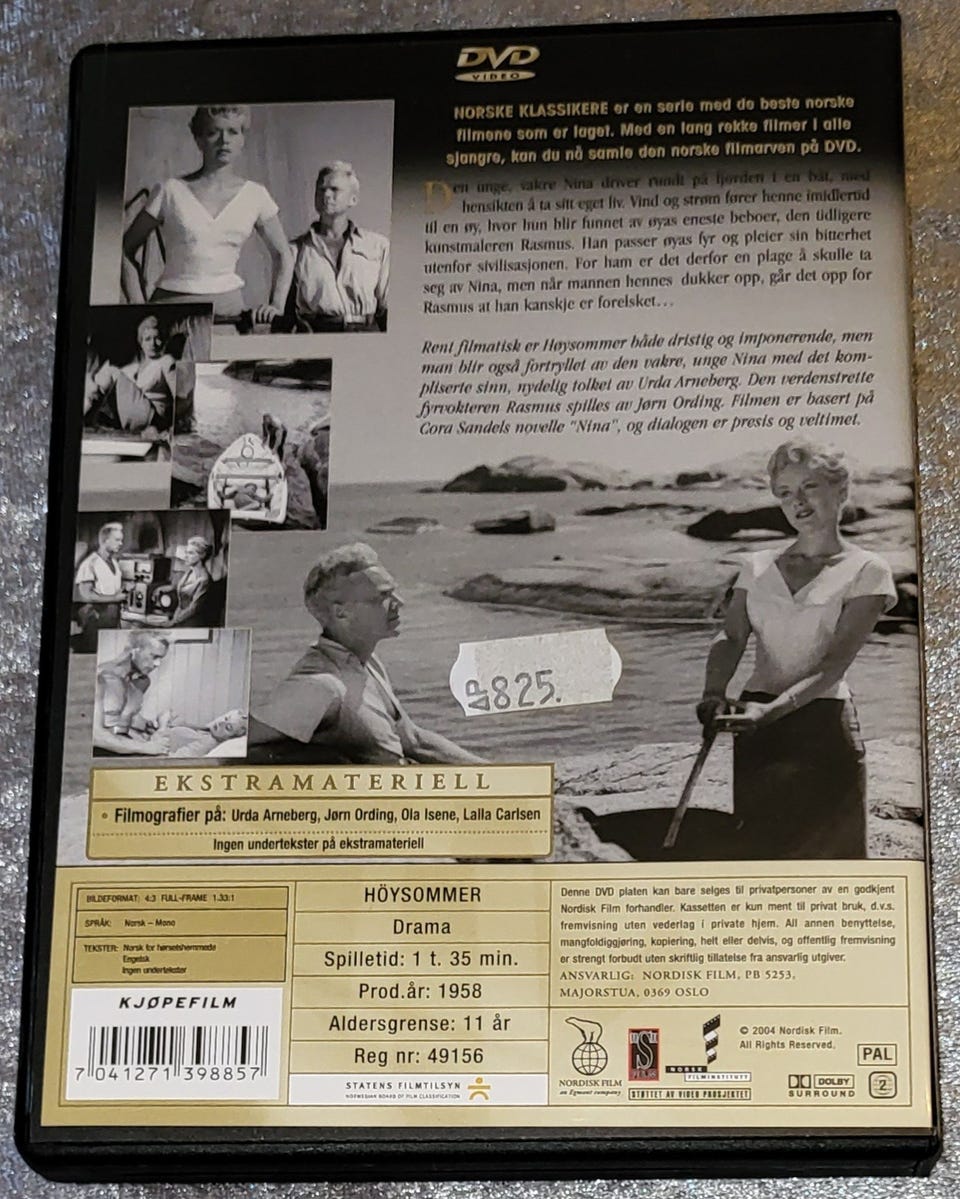 DVD
VIDEO
NORSKE KLASSIKERE er en serie med de beste norske
filmene som er laget. Med en lang rekke filmer i alle
sjangre, kan du nå samle den norske filmarven på DVD.
Den unge, vakre Nina driver rundt på fjorden i en båt, med
hensikten å ta sitt eget liv. Vind og strøm fører henne imidlertid
til en øy, hvor hun blir funnet av øyas eneste beboer, den tidligere
kunstmaleren Rasmus. Han passer øyas fyr og pleier sin bitterhet
utenfor sivilisasjonen. For ham er det derfor en plage å skulle ta
seg av Nina, men når mannen hennes dukker opp, går det opp for
Rasmus at han kanskje er forelsket...
Rent filmatisk er Høysommer både dristig og imponerende, men
man blir også fortryllet av den vakre, unge Nina med det kom-
pliserte sinn, nydelig tolket av Urda Arneberg. Den verdenstrette
fyrvokteren Rasmus spilles av Jørn Ording. Filmen er basert på
Cora Sandels novelle "Nina", og dialogen er presis og veltimet.
825.
EKSTRAMATERIELL
• Filmografier på: Urda Arneberg, Jørn Ording, Ola Isene, Lalla Carlsen
Ingen undertekster på ekstramateriell
BILDEFORMAT: 4:3 FULL-FRAME 1.33:1
SPRÅK: Norsk – Mono
TEKSTER: Norsk for hørselshemmede
Engelsk
Ingen undertekster
KJØPEFILM
7 041271 398857
HÖYSOMMER
Drama
Spilletid: 1 t. 35 min.
Prod.år: 1958
Aldersgrense: 11 år
Reg nr: 49156
STATENS FILMTILSYN
NORWEGIAN BOARD OF FILM CLASSIFICATION
Denne DVD platen kan bare selges til privatpersoner av en godkjent
Nordisk Film forhandler. Kassetten er kun ment til privat bruk, d.v.s.
fremvisning uten vederlag i private hjem. All annen benyttelse,
mangfoldiggjøring, kopiering, helt eller delvis, og offentlig fremvisning
er strengt forbudt uten skriftlig tillatelse fra ansvarlig utgiver.
ANSVARLIG: NORDISK FILM, PB 5253,
MAJORSTUA, 0369 OSLO
NORDISK FILM
an Egmont company
S
NORSK
FILMINSTITUTT
STØTTET AV VIDEO PROSJEKTET
© 2004 Nordisk Film.
All Rights Reserved.
PAL
DOLBY
SURROUND
2